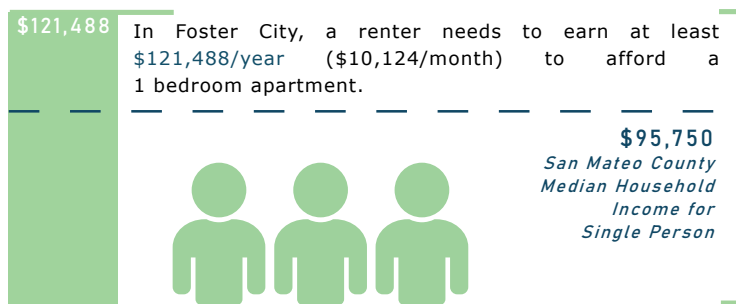 $121,488
In Foster City, a renter needs to earn at least
$121,488/year ($10,124/month) to afford a
1 bedroom apartment.
$95,750
San Mateo County
Median Household
Income for
Single Person